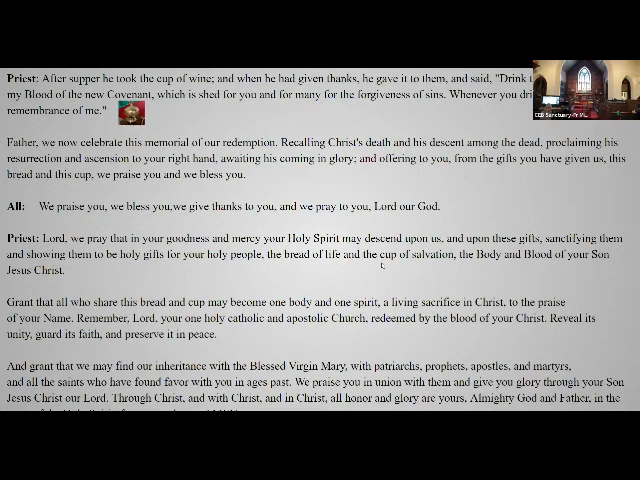 Priest: After supper he took the cup of wine; and when he had given thanks, he gave it to them, and said, "Drink
my Blood of the new Covenant, which is shed for you and for many for the forgiveness of sins. Whenever you
remembrance of me."
CEB Sanctuary-Fr M...
Father, we now celebrate this memorial of our redemption. Recalling Christ's death and his descent among the dead, proclaiming his
resurrection and ascension to your right hand, awaiting his coming in glory; and offering to you, from the gifts you have given us, this
bread and this cup, we praise you and we bless you.
All: We praise you, we bless you,we give thanks to you, and we pray to you, Lord our God.
Priest: Lord, we pray that in your goodness and mercy your Holy Spirit may descend upon us, and upon these gifts, sanctifying them
and showing them to be holy gifts for your holy people, the bread of life and the cup of salvation, the Body and Blood of your Son
Jesus Christ.
Grant that all who share this bread and cup may become one body and one spirit, a living sacrifice in Christ, to the praise
of your Name. Remember, Lord, your one holy catholic and apostolic Church, redeemed by the blood of your Christ. Reveal its
unity, guard its faith, and preserve it in peace.
And grant that we may find our inheritance with the Blessed Virgin Mary, with patriarchs, prophets, apostles, and martyrs,
and all the saints who have found favor with you in ages past. We praise you in union with them and give you glory through your Son
Jesus Christ our Lord. Through Christ, and with Christ, and in Christ, all honor and glory are yours, Almighty God and Father, in the